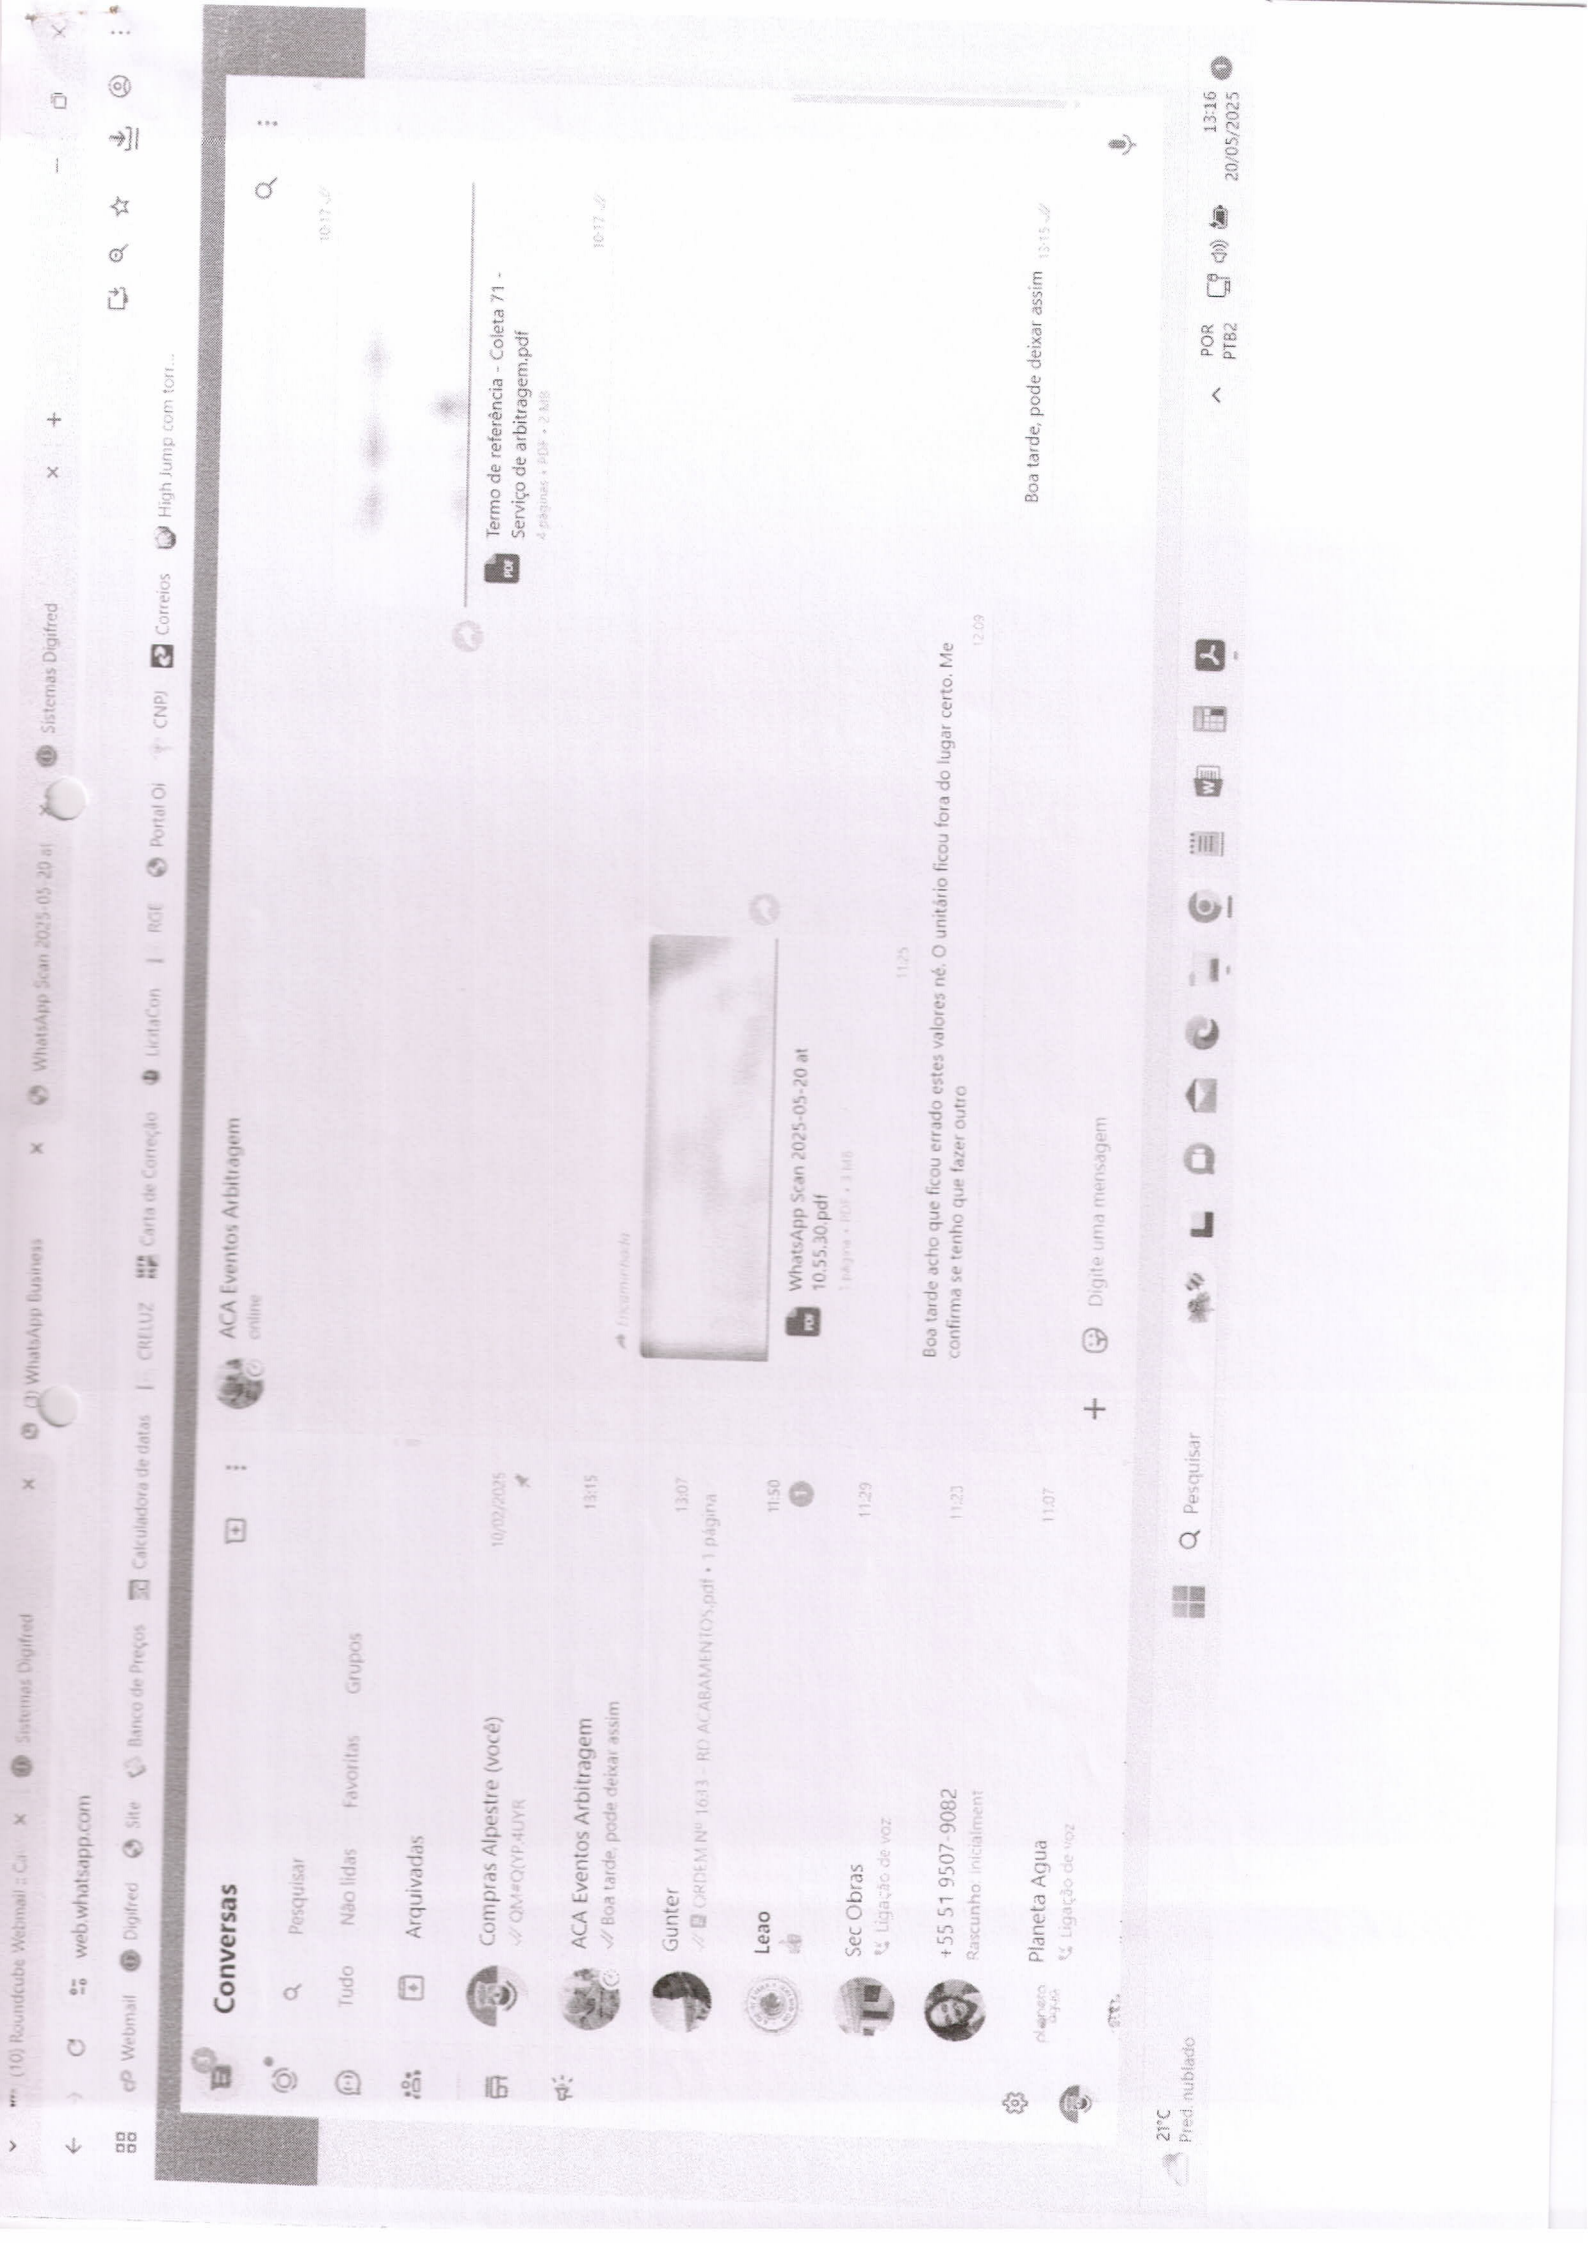 (10) Roundcube Webmail :: Ca
Sistemas Digifred
(3) WhatsApp Business
WhatsApp Scan 2025-05-20 at
Sistemas Digifred
web.whatsapp.com
Webmail
Digifred
Site
Banco de Preços
Calculadora de datas
CRELUZ
Carta de Correção
LicitaCon
RGE
Portal Oi
CNPJ
Correios
High Jump com torr...
Conversas
Pesquisar
Tudo
Não lidas
Favoritas
Grupos
Arquivadas
Compras Alpestre (você)
10/02/2025
ACA Eventos Arbitragem
13:15
Boa tarde, pode deixar assim
Gunter
13:07
ORDEM Nº 1633 - RD ACABAMENTOS.pdf • 1 página
Leao
11:50
1
Sec Obras
11:29
Ligação de voz
+55 51 9507-9082
11:23
Rascunho: Inicialment
Planeta Agua
11:07
Ligação de voz
planeta
água
ACA Eventos Arbitragem
online
10:17
Termo de referência - Coleta 71 -
Serviço de arbitragem.pdf
4 páginas • PDF • 2 MB
10:17
Encaminhada
WhatsApp Scan 2025-05-20 at
10.55.30.pdf
1 página • PDF • 3 MB
11:25
Boa tarde acho que ficou errado estes valores né. O unitário ficou fora do lugar certo. Me
confirma se tenho que fazer outro
12:09
Boa tarde, pode deixar assim
13:15
Digite uma mensagem
21°C
Pred. nublado
Pesquisar
POR
PTB2
13:16
20/05/2025
1